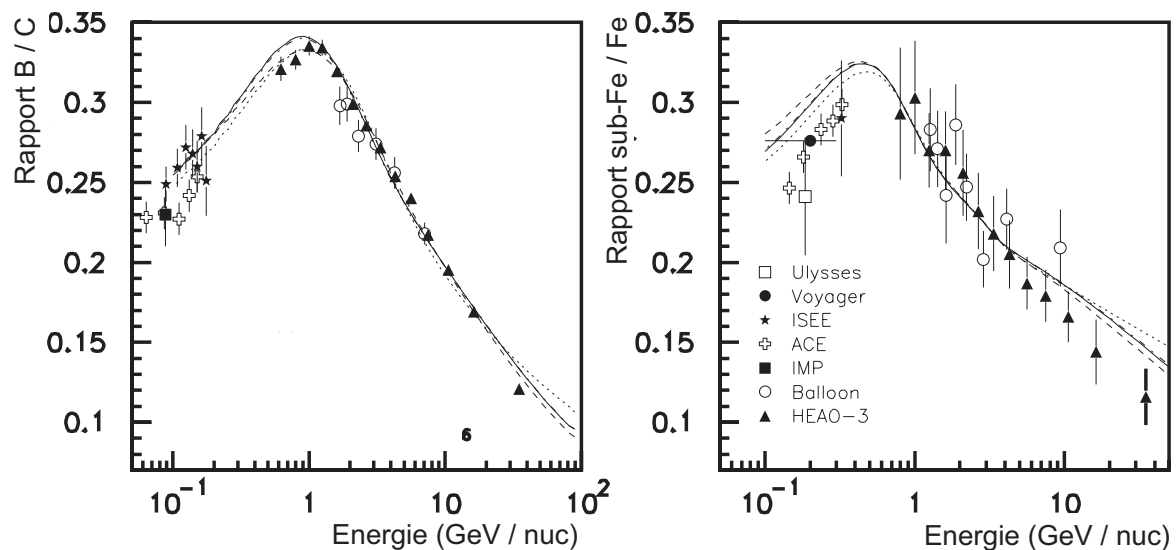 Rapport B / C
0.35
0.3
0.25
0.2
0.15
0.1
6
10^-1
1
10
10^2
Energie (GeV / nuc)
Rapport sub-Fe / Fe
0.35
0.3
0.25
0.2
0.15
0.1
Ulysses
Voyager
ISEE
ACE
IMP
Balloon
HEAO-3
10^-1
1
10
Energie (GeV / nuc)